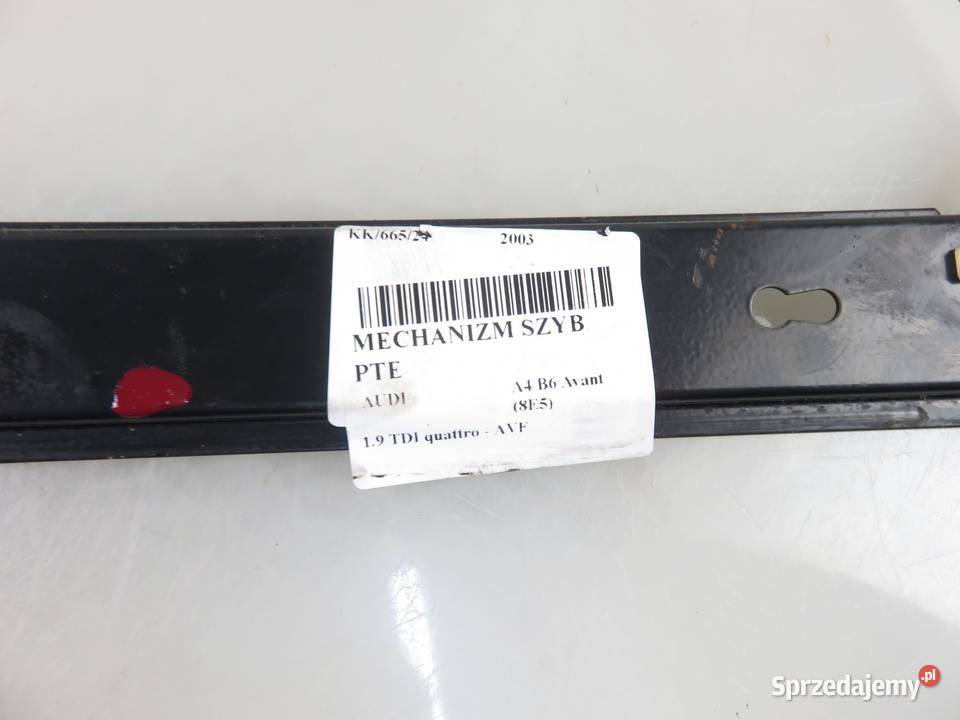 KK/665/24 2003
MECHANIZM SZYB
PTE
AUDI A4 B6 Avant
(8E5)
1.9 TDI quattro - AVF
Sprzedajemy.pl